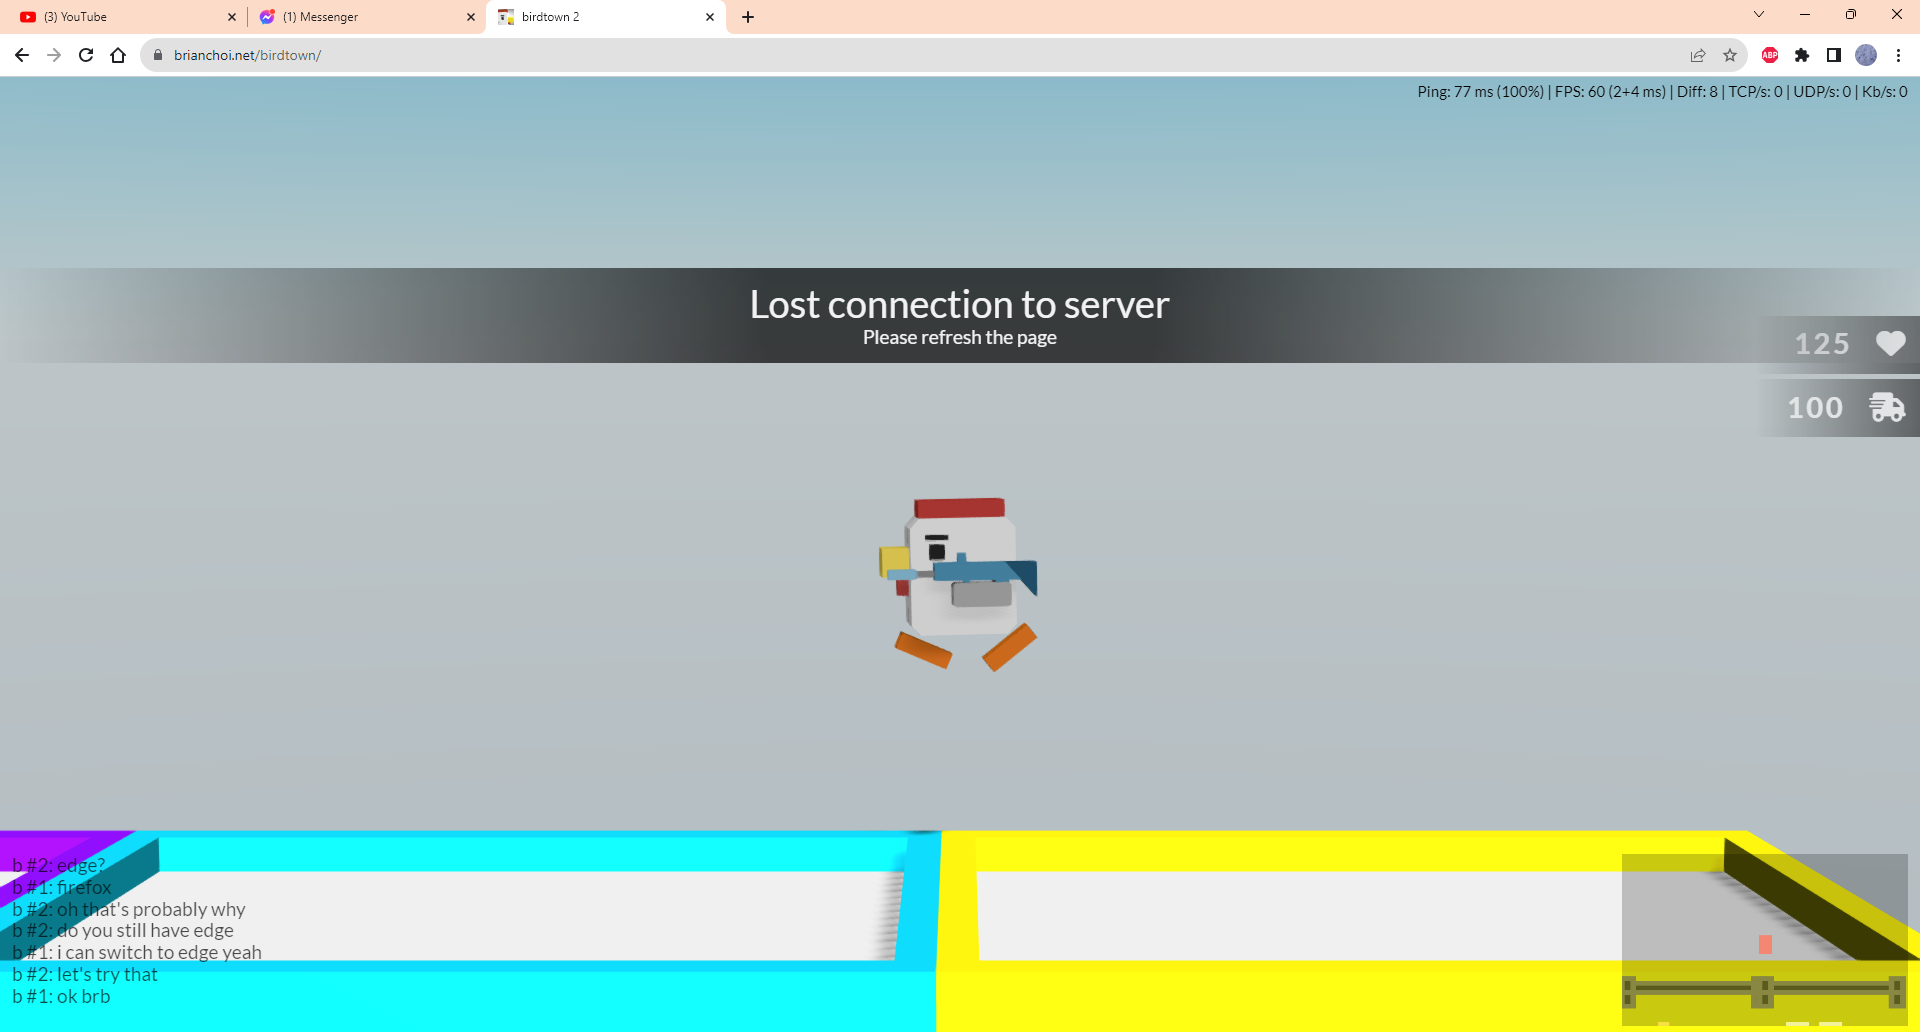 (3) YouTube
(1) Messenger
birdtown 2
brianchoi.net/birdtown/
ABP
Ping: 77 ms (100%) | FPS: 60 (2+4 ms) | Diff: 8 | TCP/s: 0 | UDP/s: 0 | Kb/s: 0
Lost connection to server
Please refresh the page
125
100
b #2: edge?
b #1: firefox
b #2: oh that's probably why
b #2: do you still have edge
b #1: i can switch to edge yeah
b #2: let's try that
b #1: ok brb